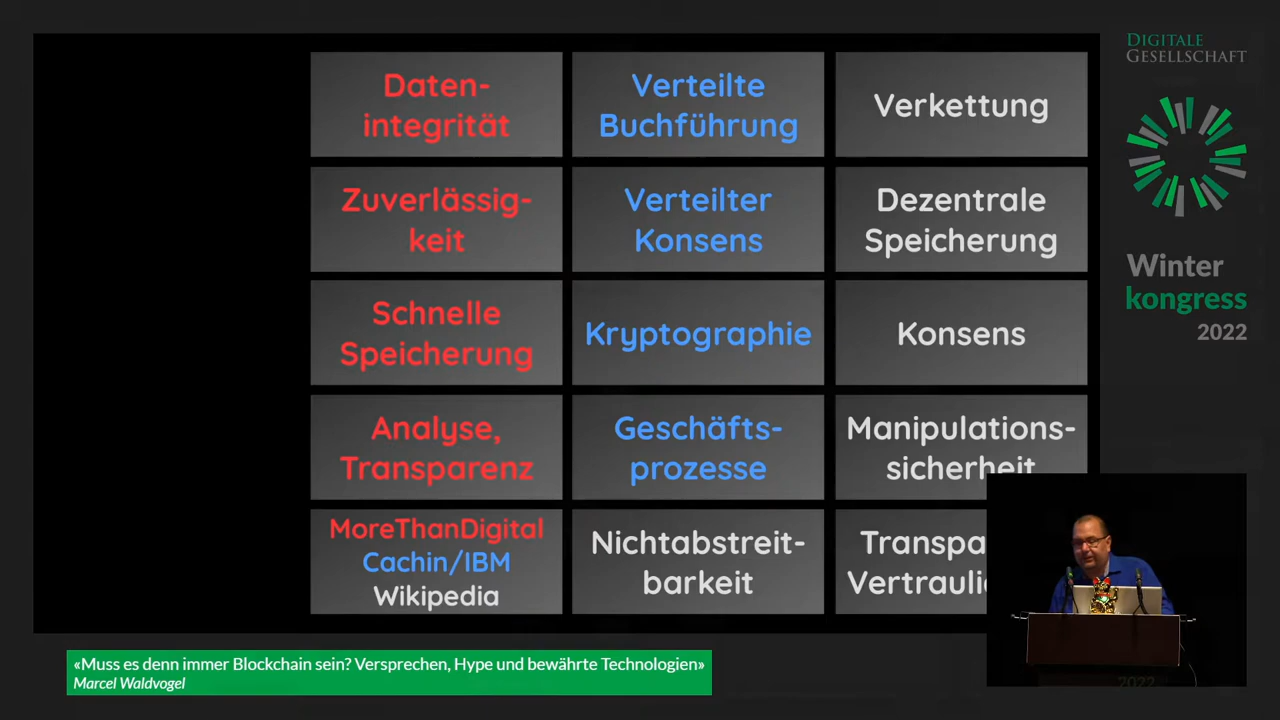 Daten-
integrität
Verteilte
Buchführung
Verkettung
Zuverlässig-
keit
Verteilter
Konsens
Dezentrale
Speicherung
Schnelle
Speicherung
Kryptographie
Konsens
Analyse,
Transparenz
Geschäfts-
prozesse
Manipulations-
sicherheit
MoreThanDigital
Cachin/IBM
Wikipedia
Nichtabstreit-
barkeit
DIGITALE
GESELLSCHAFT
Winter
kongress
2022
«Muss es denn immer Blockchain sein? Versprechen, Hype und bewährte Technologien»
Marcel Waldvogel
2022